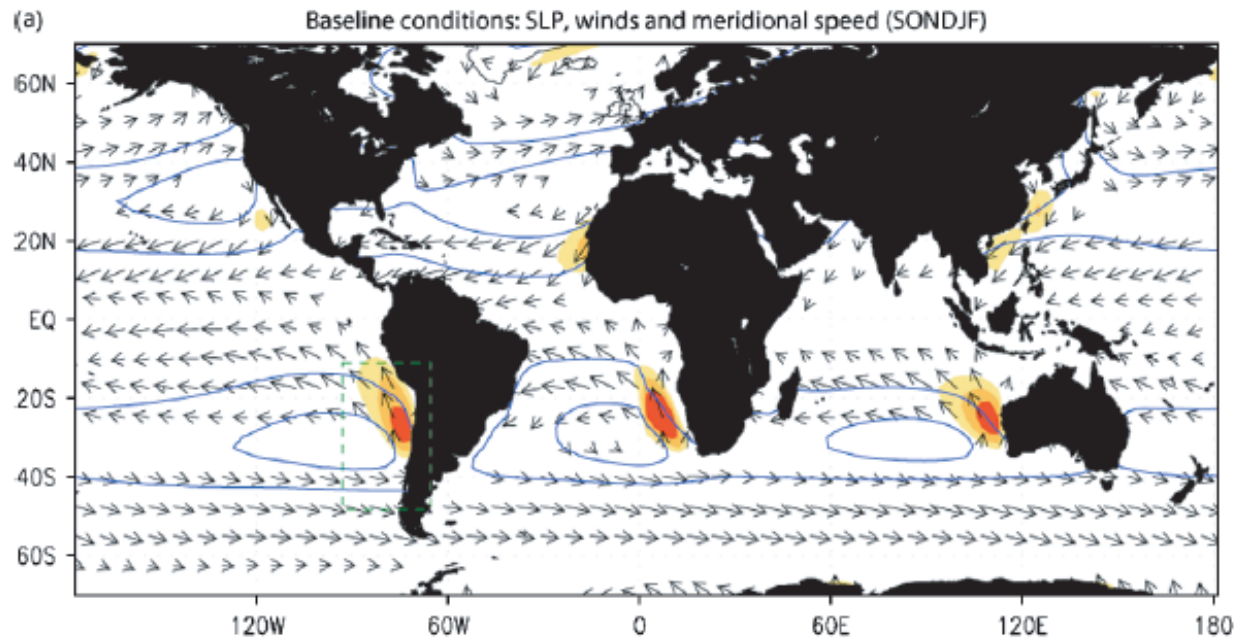 (a)
Baseline conditions: SLP, winds and meridional speed (SONDJF)
60N
40N
20N
EQ
20S
40S
60S
120W 60W 0 60E 120E 180